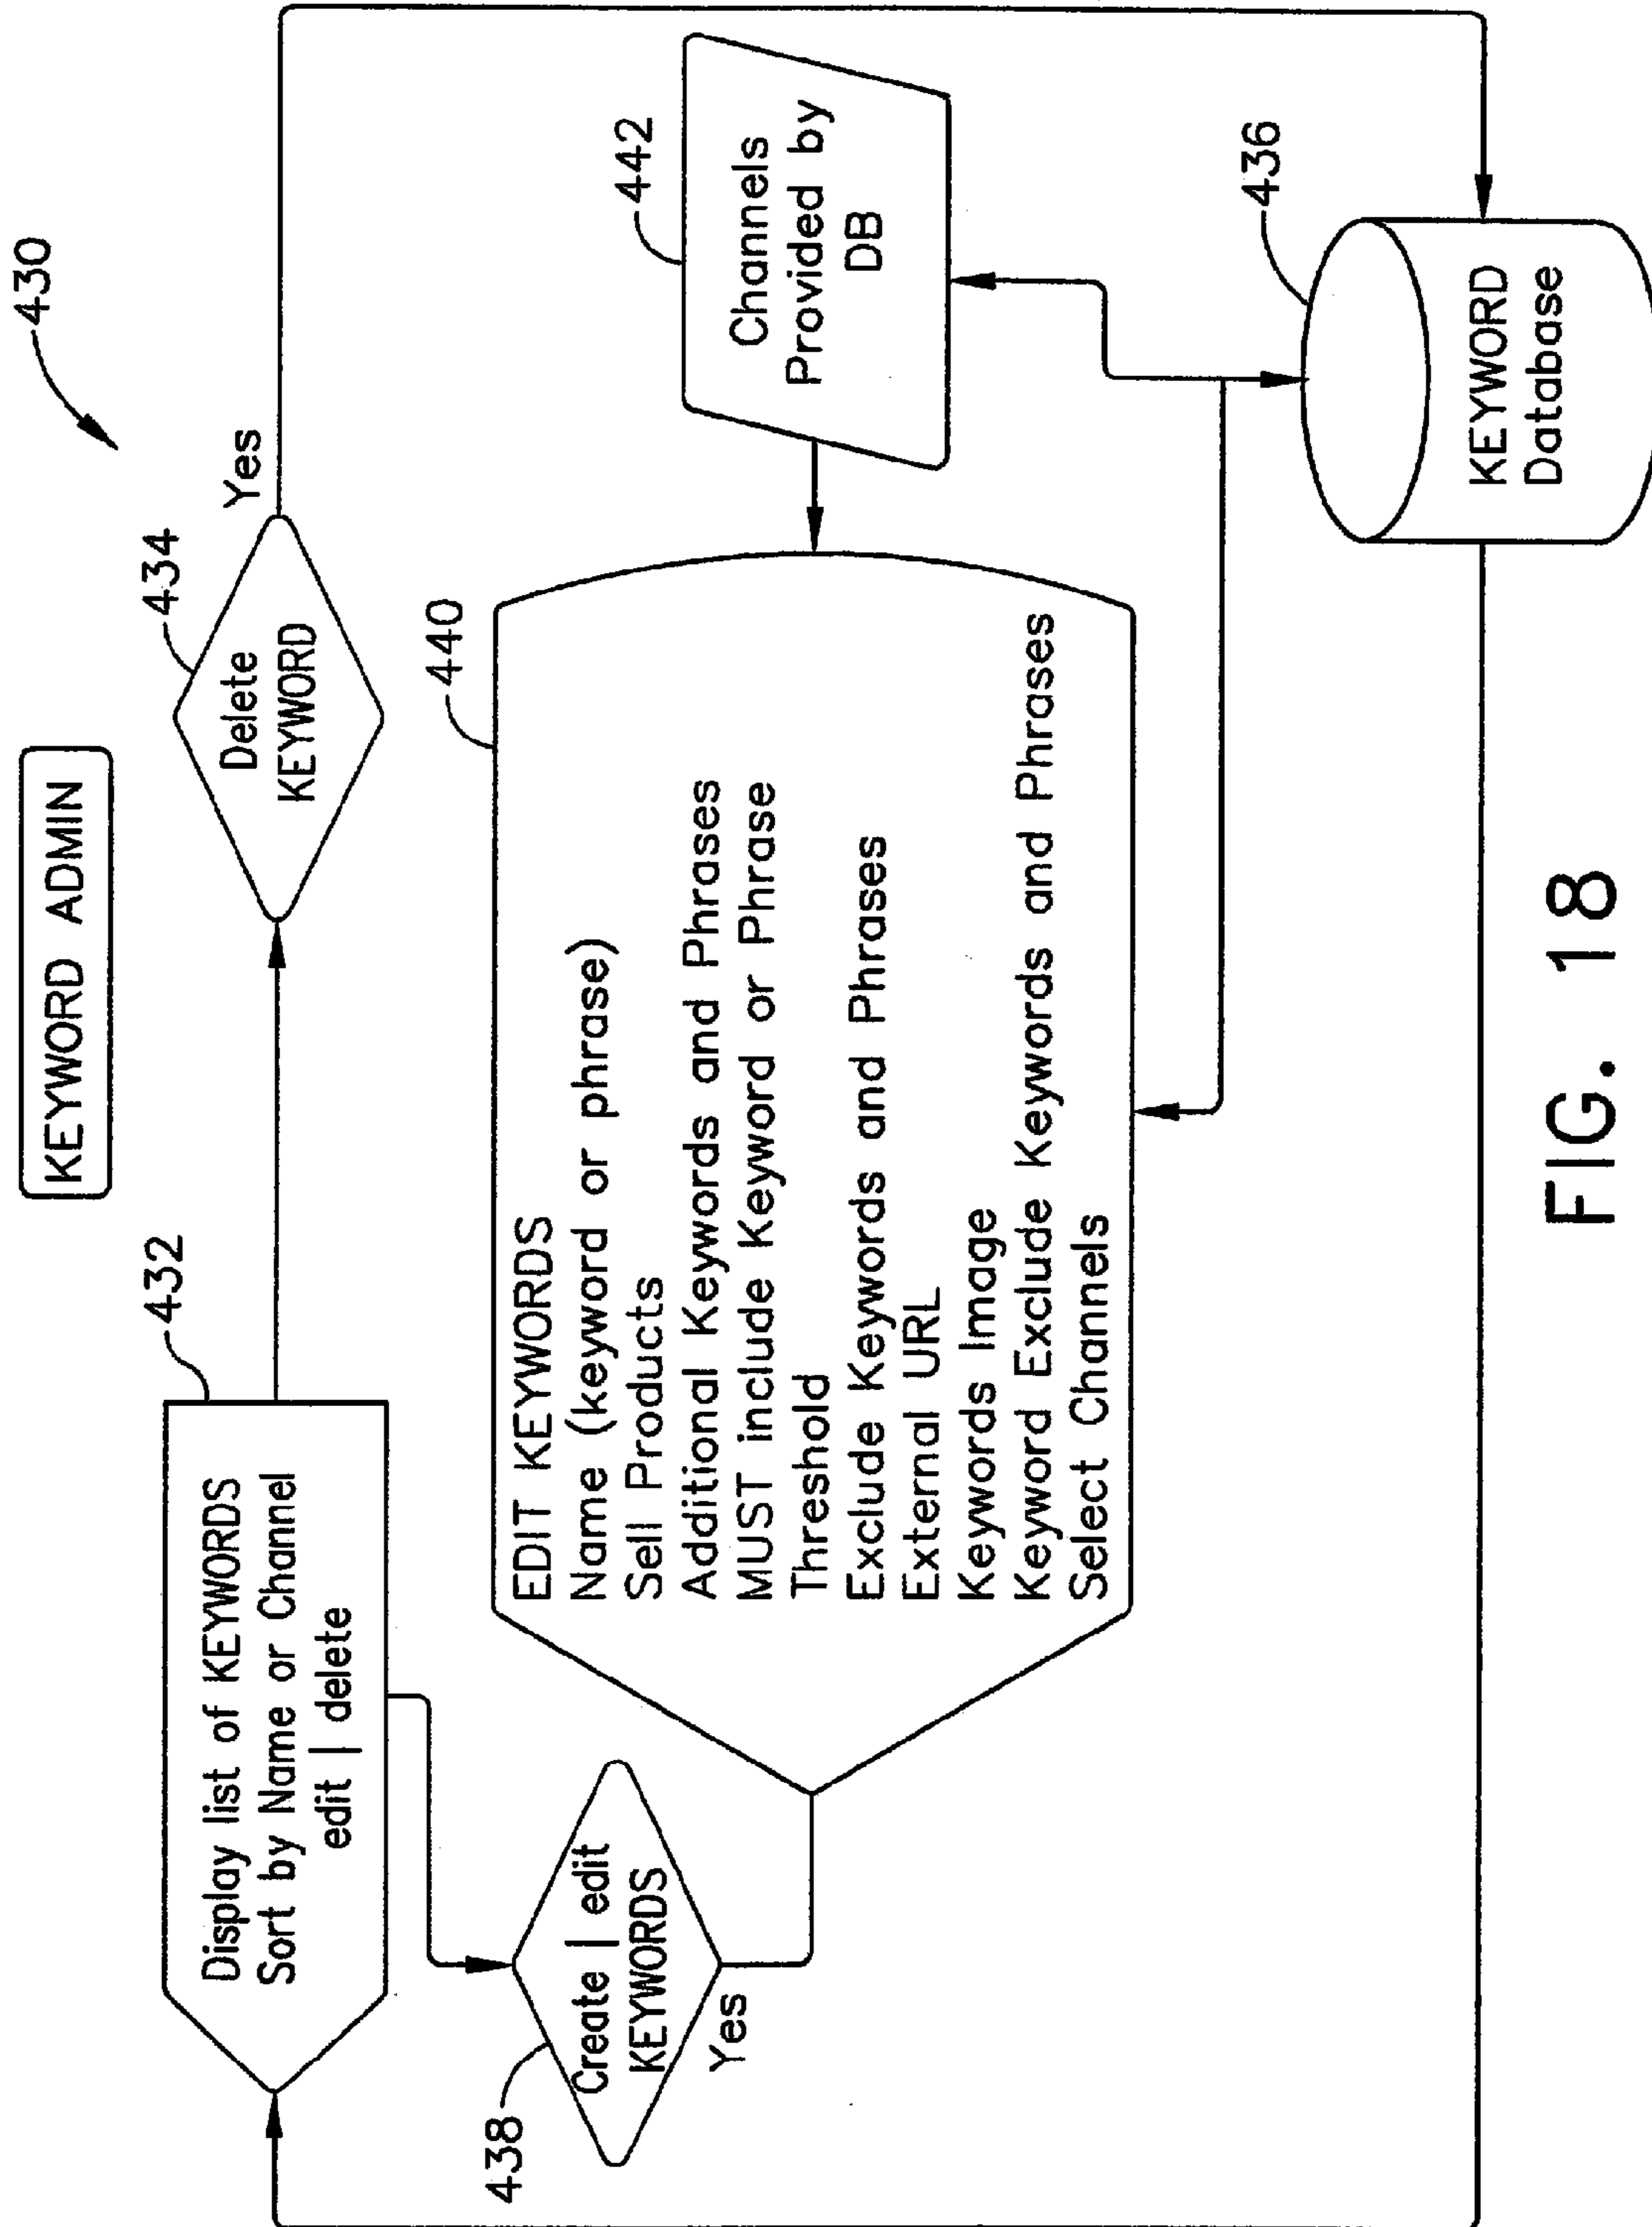 KEYWORD ADMIN
430
432
Display list of KEYWORDS
Sort by Name or Channel
edit | delete
434
Delete
KEYWORD
Yes
438
Create | edit
KEYWORDS
Yes
440
EDIT KEYWORDS
Name (keyword or phrase)
Sell Products
Additional Keywords and Phrases
MUST include Keyword or Phrase
Threshold
Exclude Keywords and Phrases
External URL
Keywords Image
Keyword Exclude Keywords and Phrases
Select Channels
442
Channels
Provided by
DB
436
KEYWORD
Database
FIG. 18